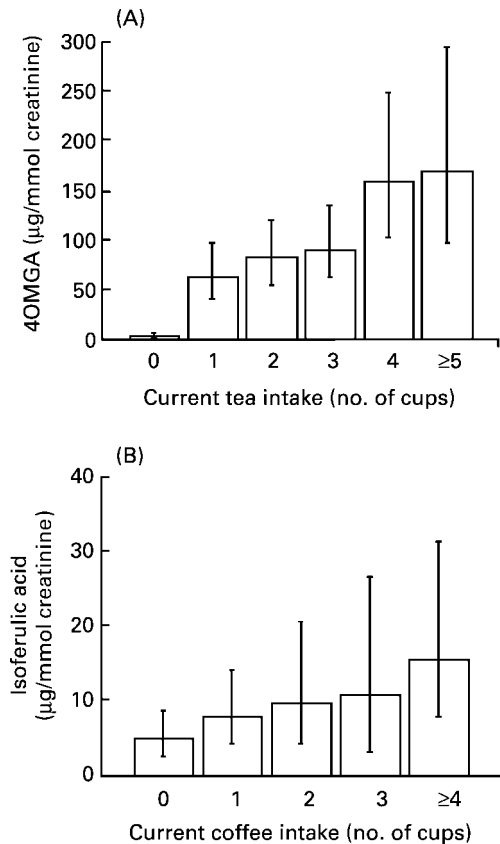 (A)
300
250
200
150
100
50
0
4OMGA (µg/mmol creatinine)
0 1 2 3 4 ≥5
Current tea intake (no. of cups)
(B)
40
30
20
10
0
Isoferulic acid
(µg/mmol creatinine)
0 1 2 3 ≥4
Current coffee intake (no. of cups)